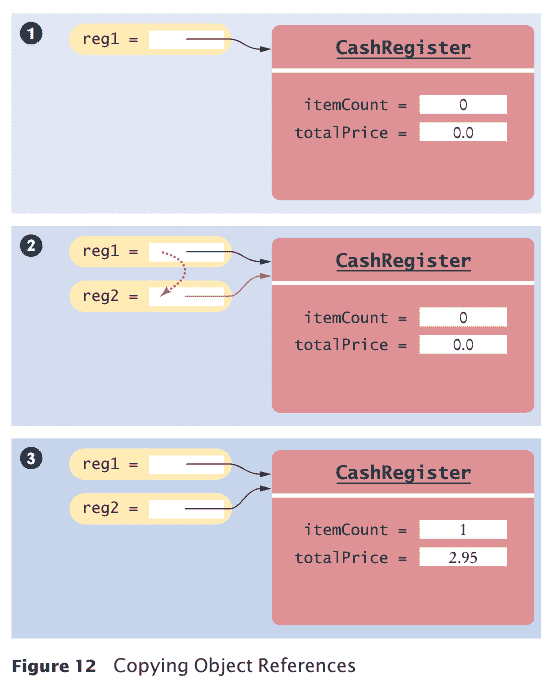 1
reg1 =
CashRegister
itemCount = 0
totalPrice = 0.0
2
reg1 =
reg2 =
CashRegister
itemCount = 0
totalPrice = 0.0
3
reg1 =
reg2 =
CashRegister
itemCount = 1
totalPrice = 2.95
Figure 12 Copying Object References